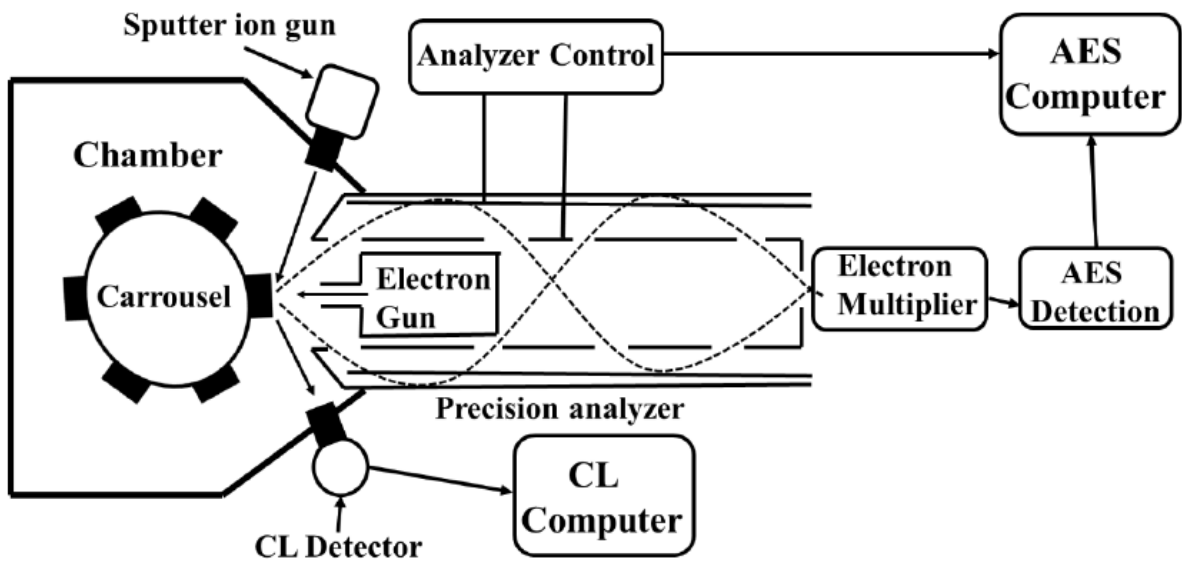 Sputter ion gun
Analyzer Control
AES
Computer
Chamber
Carrousel
Electron
Gun
Electron
Multiplier
AES
Detection
Precision analyzer
CL
Computer
CL Detector